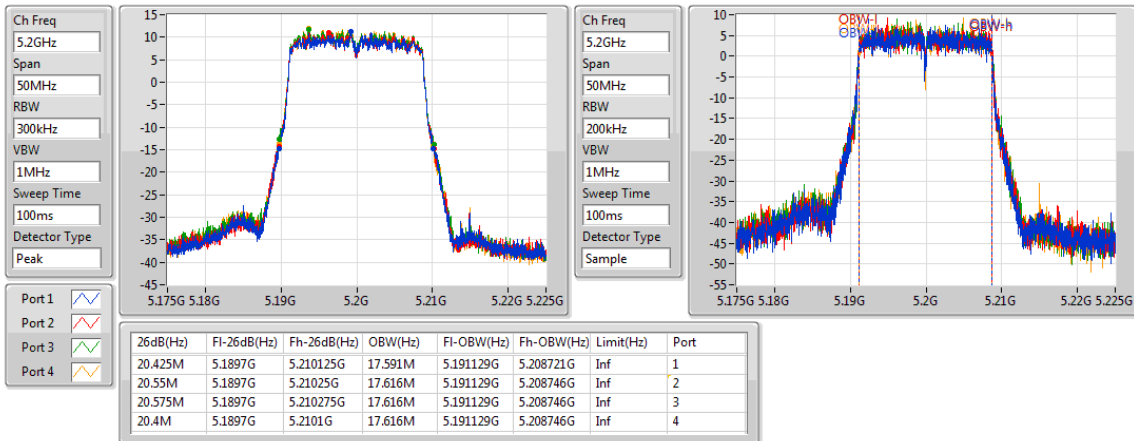 Ch Freq
5.2GHz
Span
50MHz
RBW
300kHz
VBW
1MHz
Sweep Time
100ms
Detector Type
Peak
15
10
5
0
-5
-10
-15
-20
-25
-30
-35
-40
-45
5.175G 5.18G 5.19G 5.2G 5.21G 5.22G 5.225G
Ch Freq
5.2GHz
Span
50MHz
RBW
200kHz
VBW
1MHz
Sweep Time
100ms
Detector Type
Sample
OBW-l OBW-h
10
5
0
-5
-10
-15
-20
-25
-30
-35
-40
-45
-50
-55
5.175G 5.18G 5.19G 5.2G 5.21G 5.22G 5.225G
Port 1
Port 2
Port 3
Port 4
26dB(Hz) Fl-26dB(Hz) Fh-26dB(Hz) OBW(Hz) Fl-OBW(Hz) Fh-OBW(Hz) Limit(Hz) Port
20.425M 5.1897G 5.210125G 17.591M 5.191129G 5.208721G Inf 1
20.55M 5.1897G 5.21025G 17.616M 5.191129G 5.208746G Inf 2
20.575M 5.1897G 5.210275G 17.616M 5.191129G 5.208746G Inf 3
20.4M 5.1897G 5.2101G 17.616M 5.191129G 5.208746G Inf 4